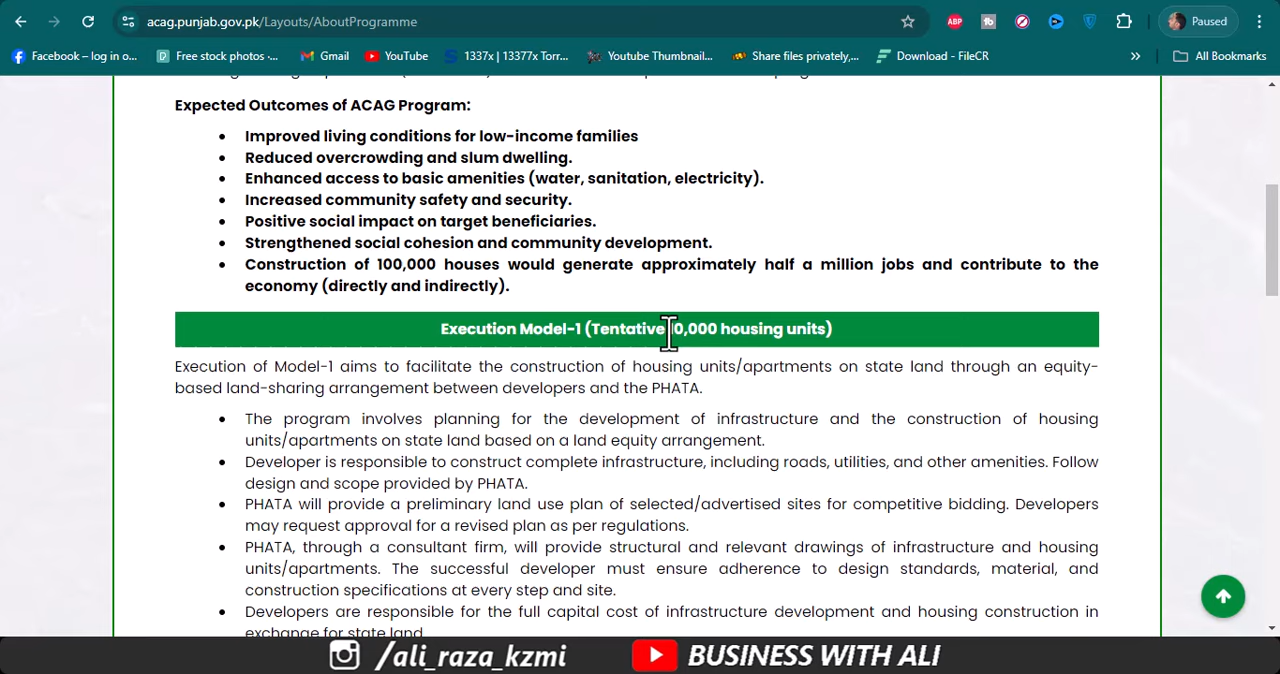 acag.punjab.gov.pk/Layouts/AboutProgramme
ABP
Paused
Facebook – log in o...
Free stock photos -...
Gmail
YouTube
1337x | 13377x Torr...
Youtube Thumbnail...
Share files privately,...
Download - FileCR
»
All Bookmarks
Expected Outcomes of ACAG Program:
• Improved living conditions for low-income families
• Reduced overcrowding and slum dwelling.
• Enhanced access to basic amenities (water, sanitation, electricity).
• Increased community safety and security.
• Positive social impact on target beneficiaries.
• Strengthened social cohesion and community development.
• Construction of 100,000 houses would generate approximately half a million jobs and contribute to the
economy (directly and indirectly).
Execution Model-1 (Tentative 10,000 housing units)
Execution of Model-1 aims to facilitate the construction of housing units/apartments on state land through an equity-
based land-sharing arrangement between developers and the PHATA.
• The program involves planning for the development of infrastructure and the construction of housing
units/apartments on state land based on a land equity arrangement.
• Developer is responsible to construct complete infrastructure, including roads, utilities, and other amenities. Follow
design and scope provided by PHATA.
• PHATA will provide a preliminary land use plan of selected/advertised sites for competitive bidding. Developers
may request approval for a revised plan as per regulations.
• PHATA, through a consultant firm, will provide structural and relevant drawings of infrastructure and housing
units/apartments. The successful developer must ensure adherence to design standards, material, and
construction specifications at every step and site.
• Developers are responsible for the full capital cost of infrastructure development and housing construction in
exchange for state land
/ali_raza_kzmi
BUSINESS WITH ALI